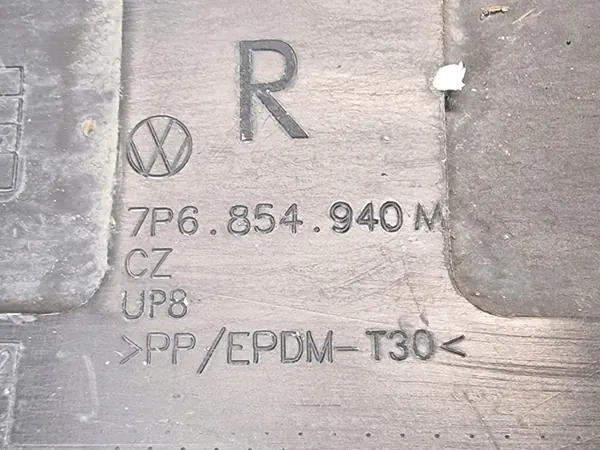 R
7P6.854.940 M
CZ
UP8
>PP/EPDM-T30<